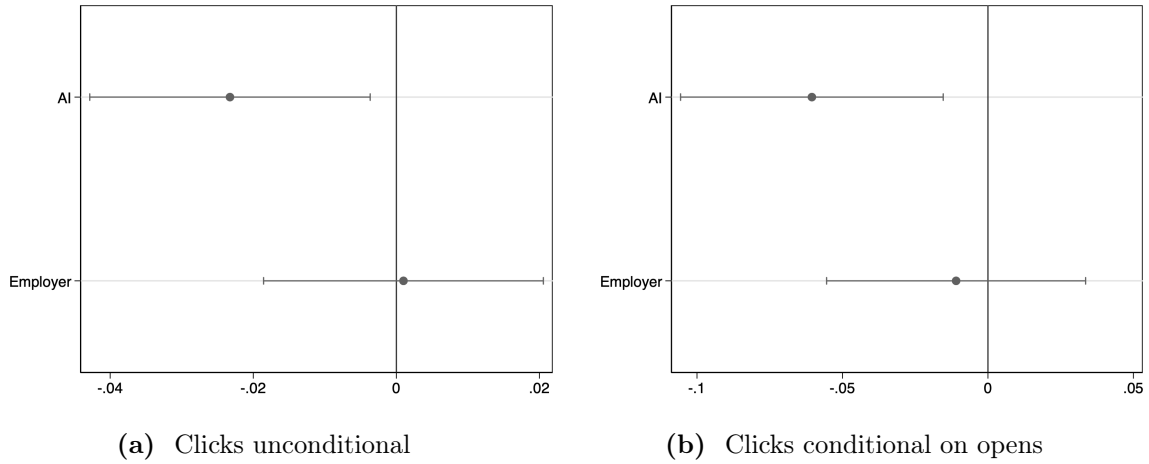 AI
Employer
-.04 -.02 0 .02
(a) Clicks unconditional
AI
Employer
-.1 -.05 0 .05
(b) Clicks conditional on opens